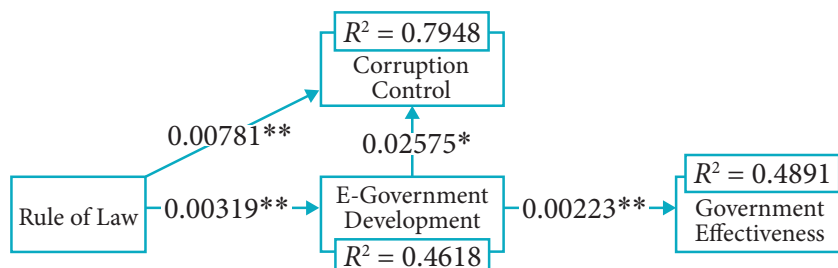 R² = 0.7948
Corruption
Control
0.00781**
0.02575*
Rule of Law
0.00319**
E-Government
Development
R² = 0.4618
0.00223**
R² = 0.4891
Government
Effectiveness